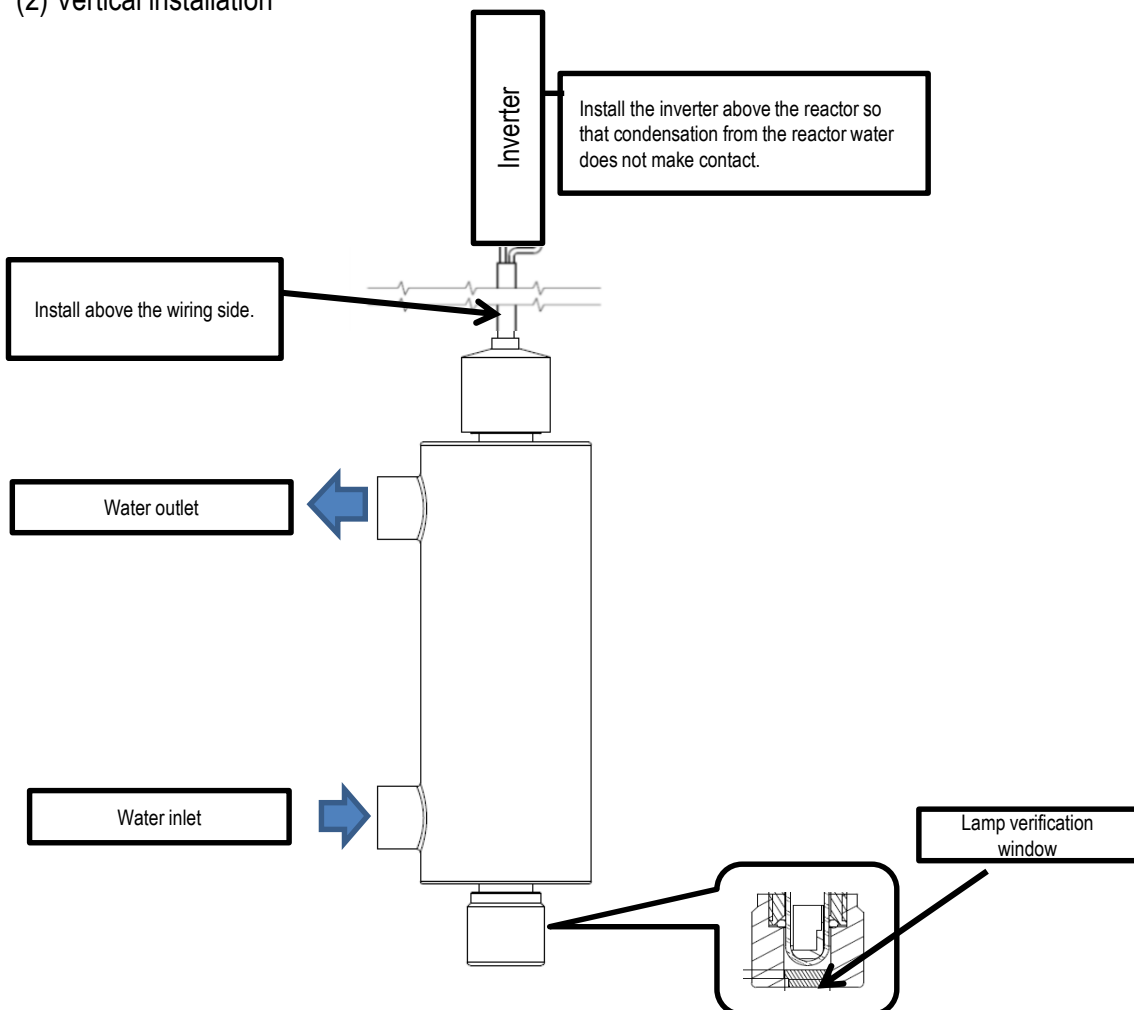 (2) Vertical installation
Inverter
Install the inverter above the reactor so
that condensation from the reactor water
does not make contact.
Install above the wiring side.
Water outlet
Water inlet
Lamp verification
window